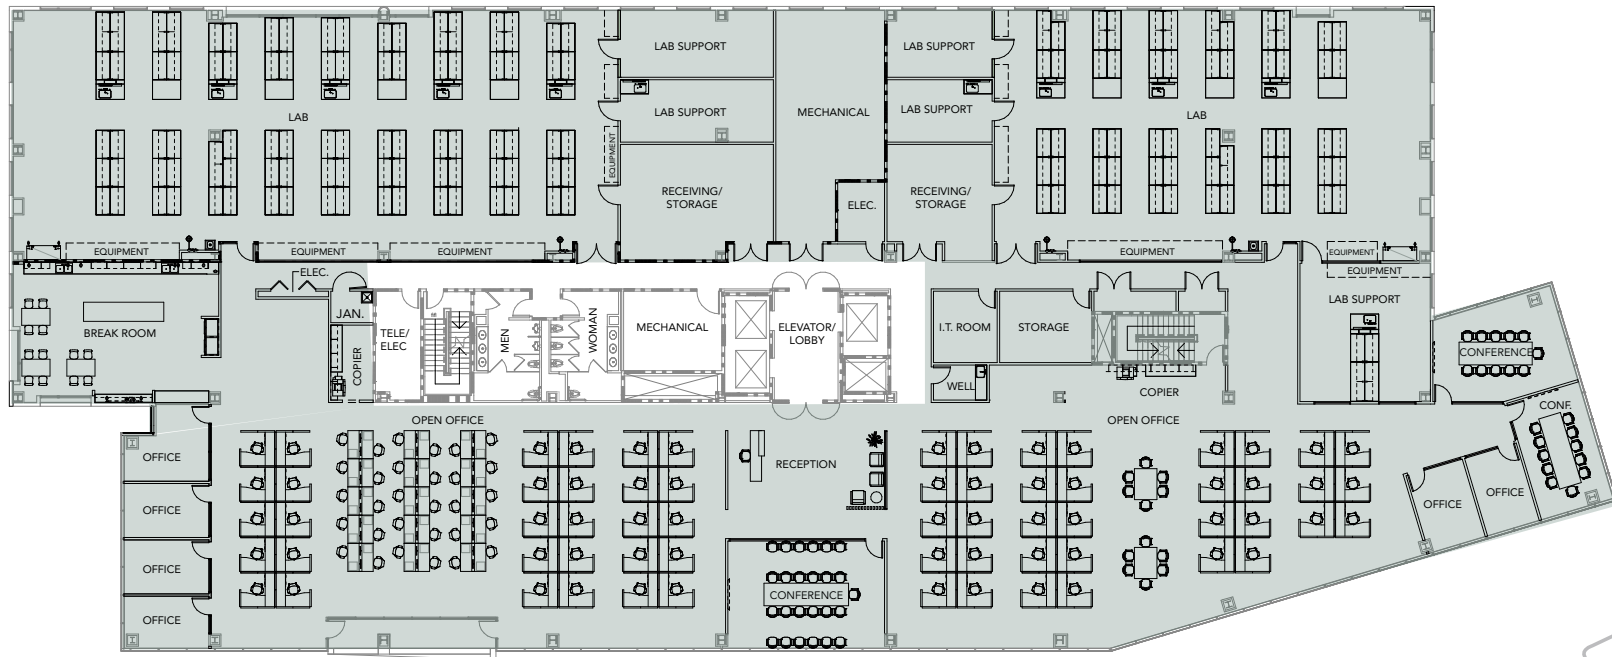 LAB SUPPORT
LAB SUPPORT
LAB
LAB SUPPORT
MECHANICAL
LAB SUPPORT
LAB
EQUIPMENT
RECEIVING/
STORAGE
ELEC.
RECEIVING/
STORAGE
EQUIPMENT
EQUIPMENT
EQUIPMENT
EQUIPMENT
EQUIPMENT
EQUIPMENT
ELEC.
LAB SUPPORT
JAN.
BREAK ROOM
TELE/
ELEC
MEN
WOMAN
MECHANICAL
ELEVATOR/
LOBBY
I.T. ROOM
STORAGE
CONFERENCE
COPIER
WELL
COPIER
CONF.
OPEN OFFICE
OPEN OFFICE
OFFICE
RECEPTION
OFFICE
OFFICE
OFFICE
OFFICE
CONFERENCE
OFFICE